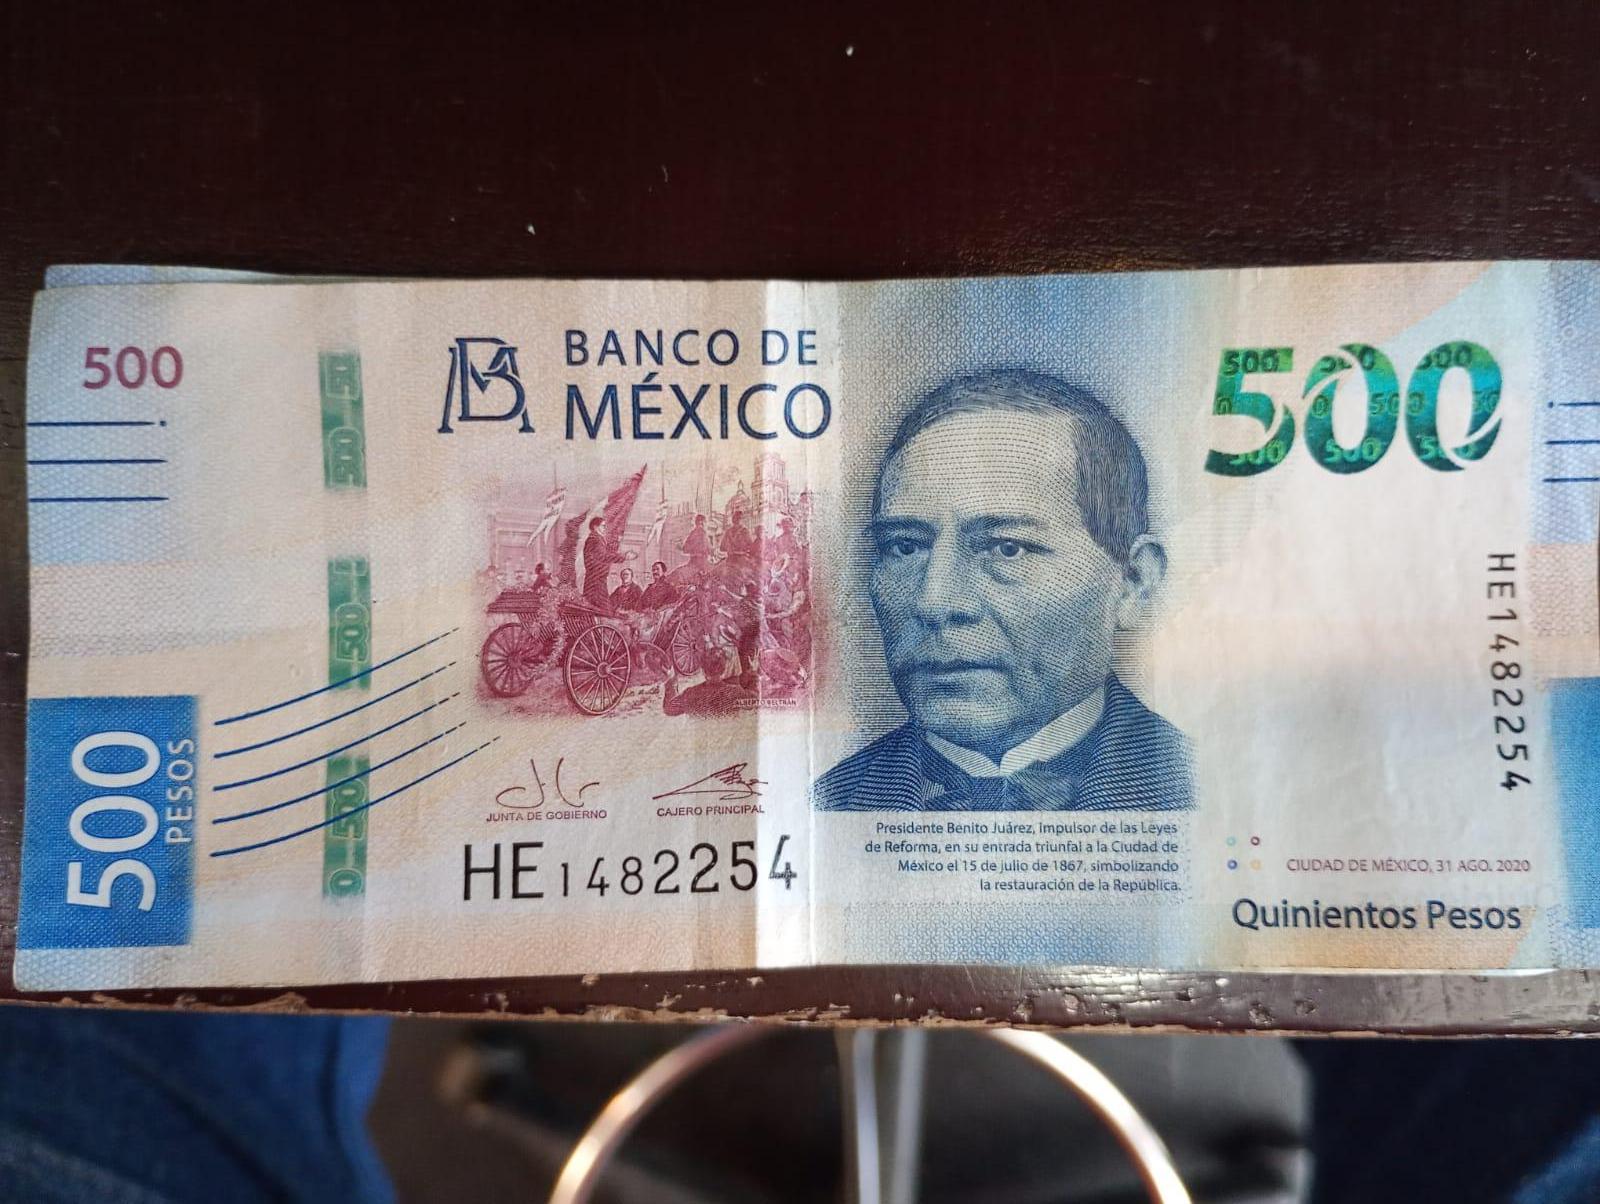 500
BM
BANCO DE
MÉXICO
500
500
PESOS
ALBERTO BELTRÁN
JUNTA DE GOBIERNO
CAJERO PRINCIPAL
HE1482254
Presidente Benito Juárez, impulsor de las Leyes
de Reforma, en su entrada triunfal a la Ciudad de
México el 15 de julio de 1867, simbolizando
la restauración de la República.
HE1482254
CIUDAD DE MÉXICO, 31 AGO. 2020
Quinientos Pesos